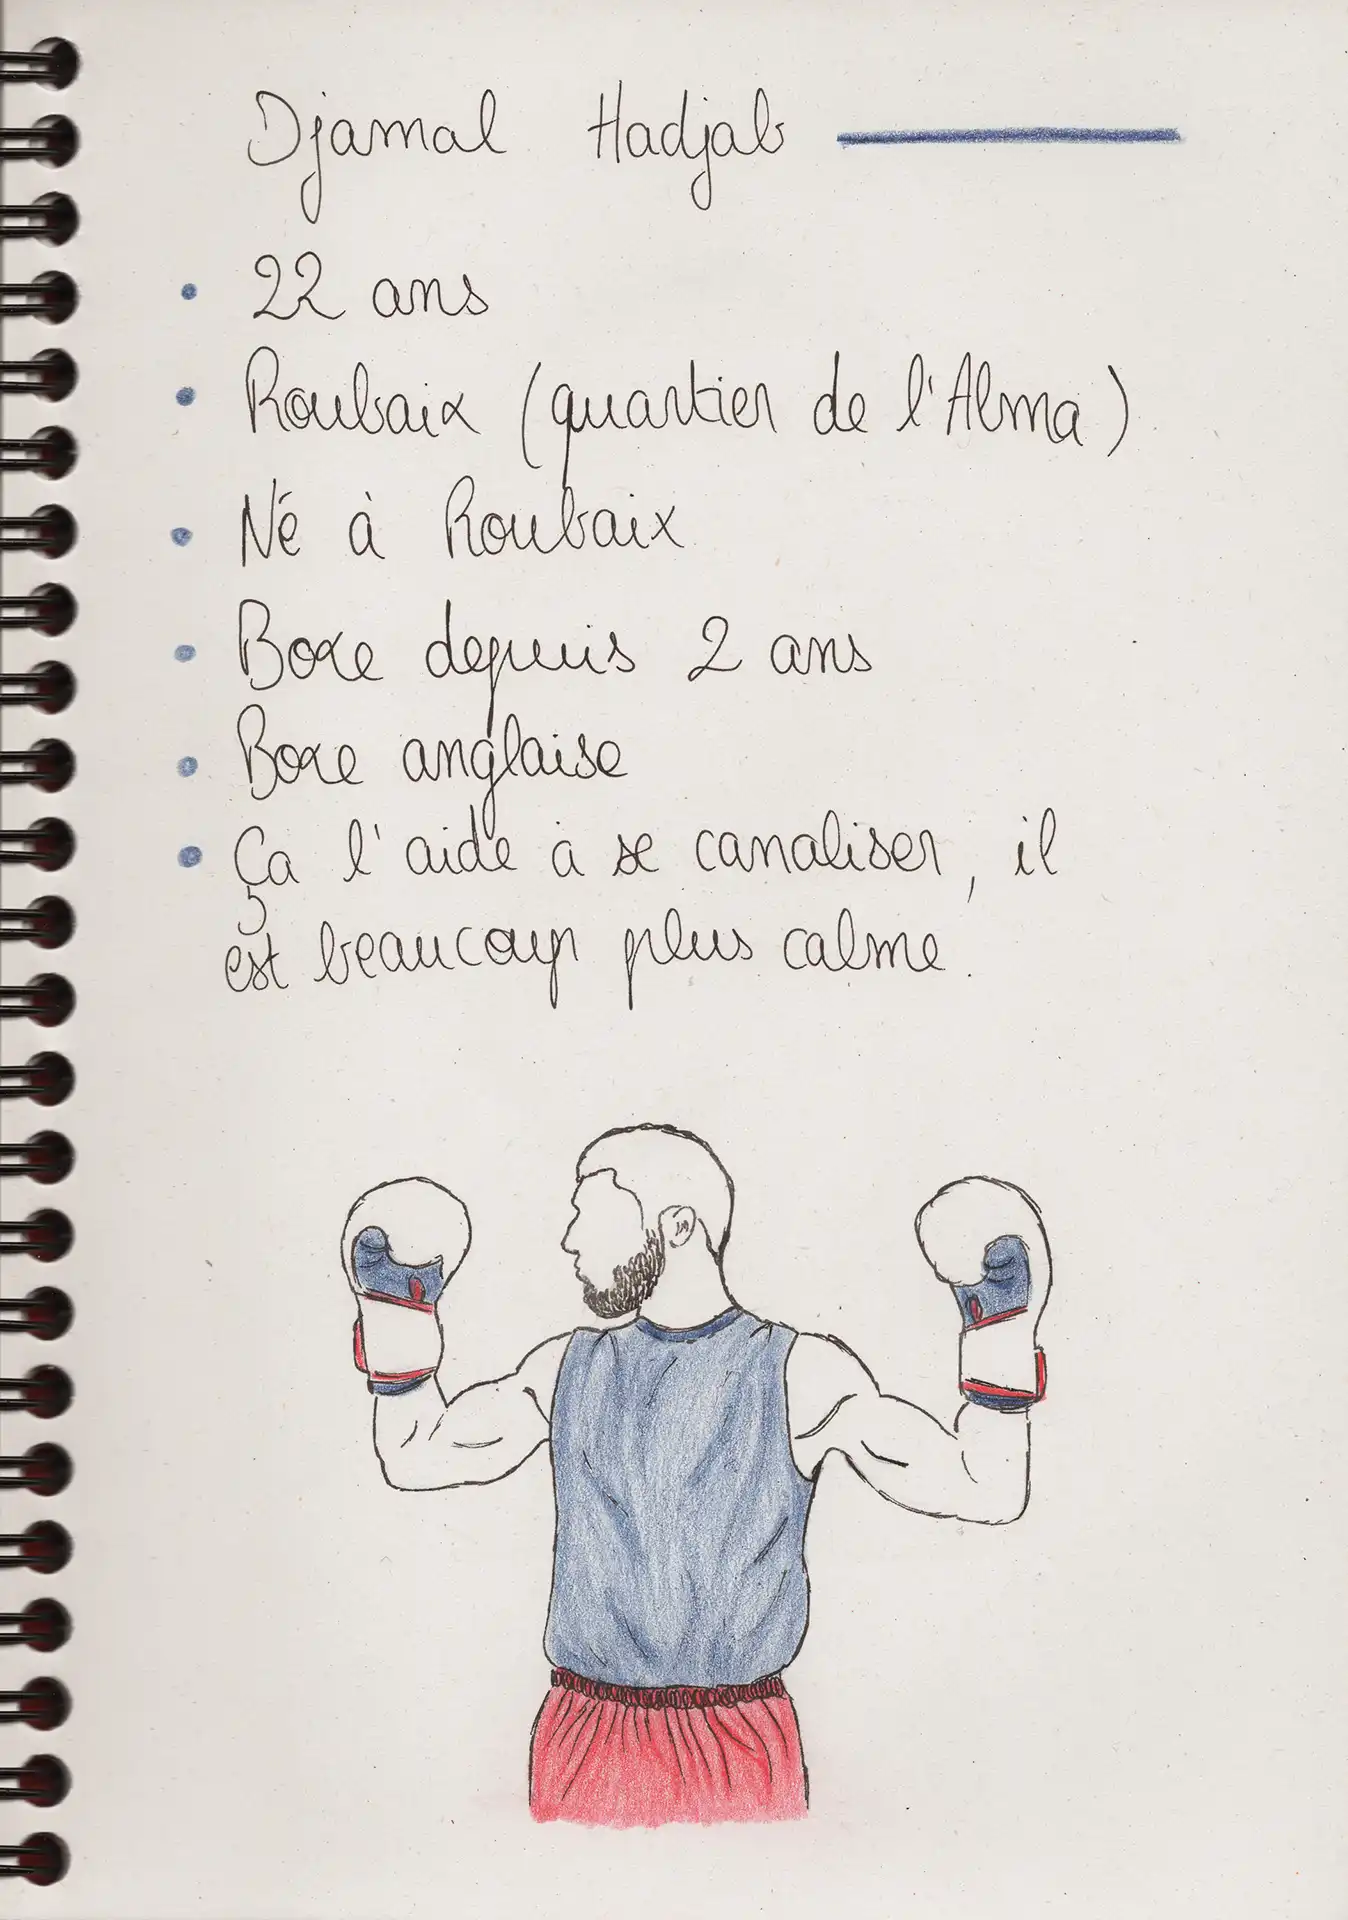 Djamal Hadjab
• 22 ans
• Roubaix (quartier de l'Alma)
• Né à Roubaix
• Boxe depuis 2 ans
• Boxe anglaise
• Ça l'aide à se canaliser, il
est beaucoup plus calme.